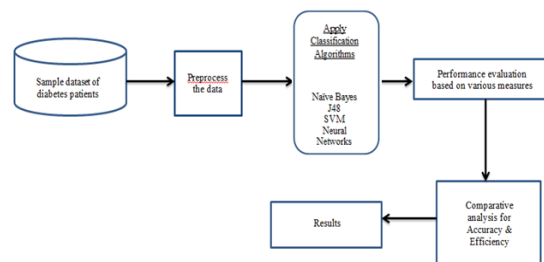 Sample dataset of
diabetes patients
Preprocess
the data
Apply
Classification
Algorithms
Naïve Bayes
J48
SVM
Neural
Networks
Performance evaluation
based on various measures
Comparative
analysis for
Accuracy &
Efficiency
Results